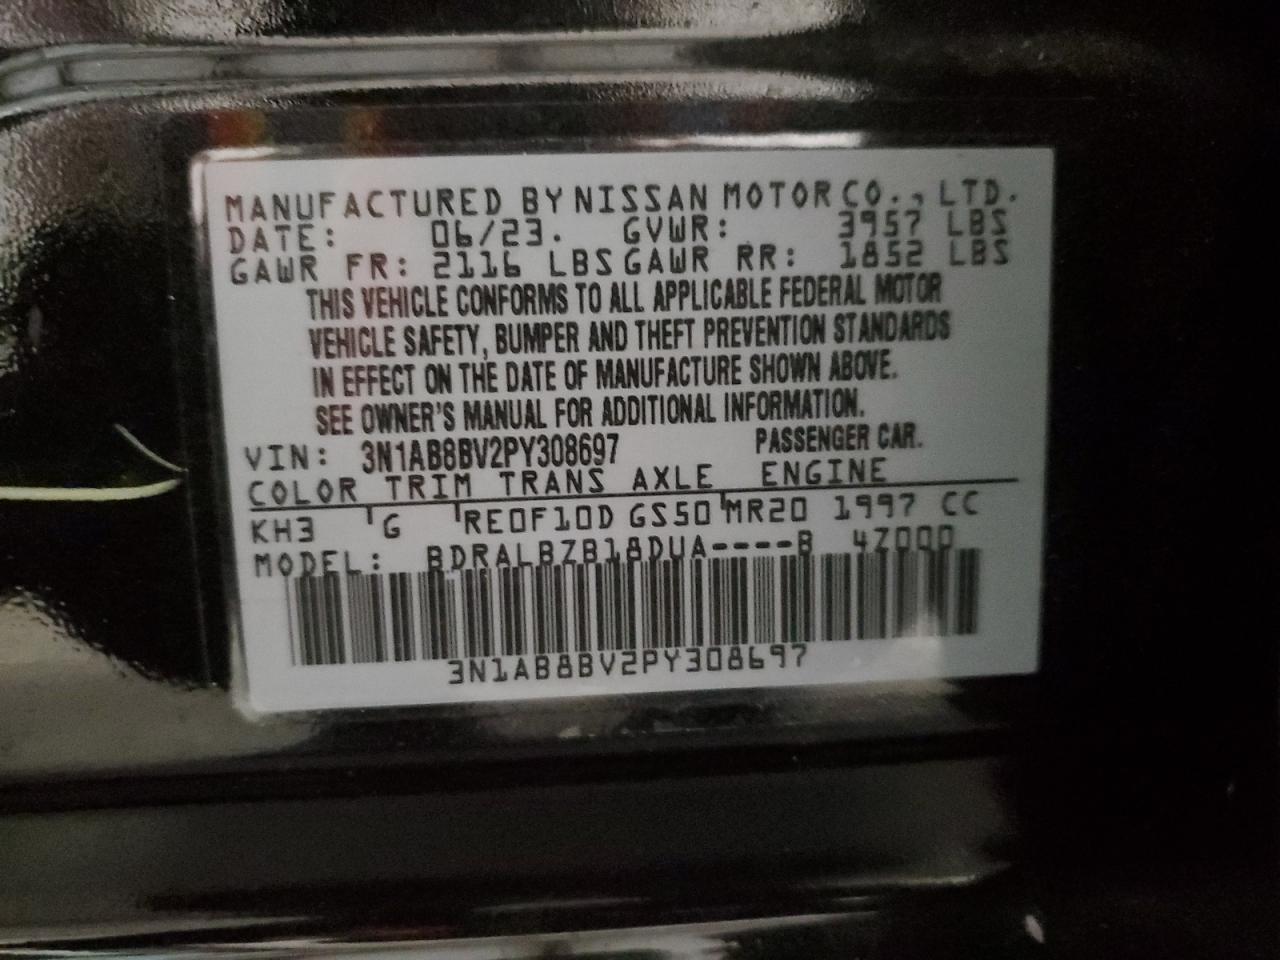 MANUFACTURED BY NISSAN MOTOR CO., LTD.
DATE: 06/23. GVWR: 3957 LBS
GAWR FR: 2116 LBS GAWR RR: 1852 LBS
THIS VEHICLE CONFORMS TO ALL APPLICABLE FEDERAL MOTOR
VEHICLE SAFETY, BUMPER AND THEFT PREVENTION STANDARDS
IN EFFECT ON THE DATE OF MANUFACTURE SHOWN ABOVE.
SEE OWNER'S MANUAL FOR ADDITIONAL INFORMATION.
VIN: 3N1AB8BV2PY308697 PASSENGER CAR.
COLOR TRIM TRANS AXLE ENGINE
KH3 G RE0F10D GS50 MR20 1997 CC
MODEL: BDRALBZB18DUA----B 4Z000
3N1AB8BV2PY308697